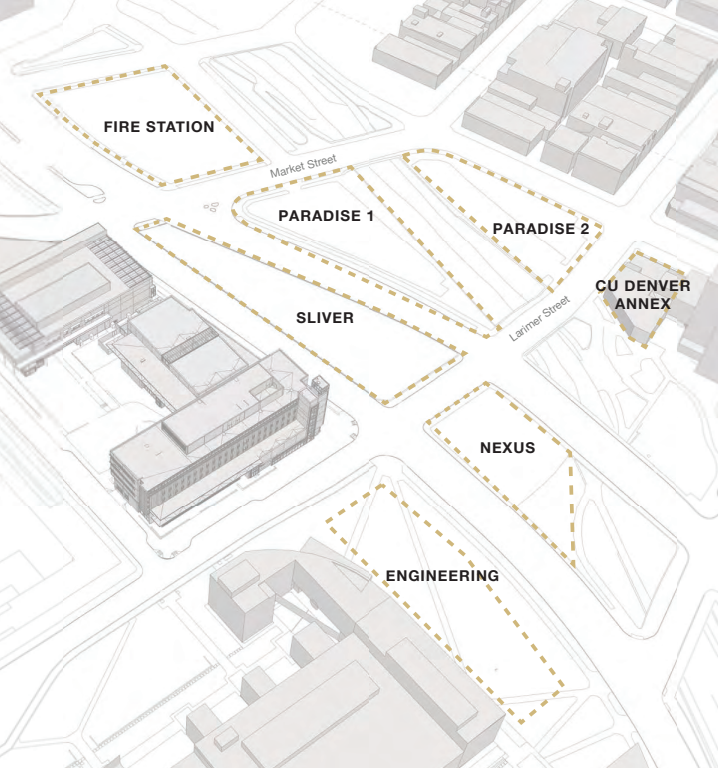 FIRE STATION
Market Street
PARADISE 1
PARADISE 2
CU DENVER
ANNEX
SLIVER
Larimer Street
NEXUS
ENGINEERING